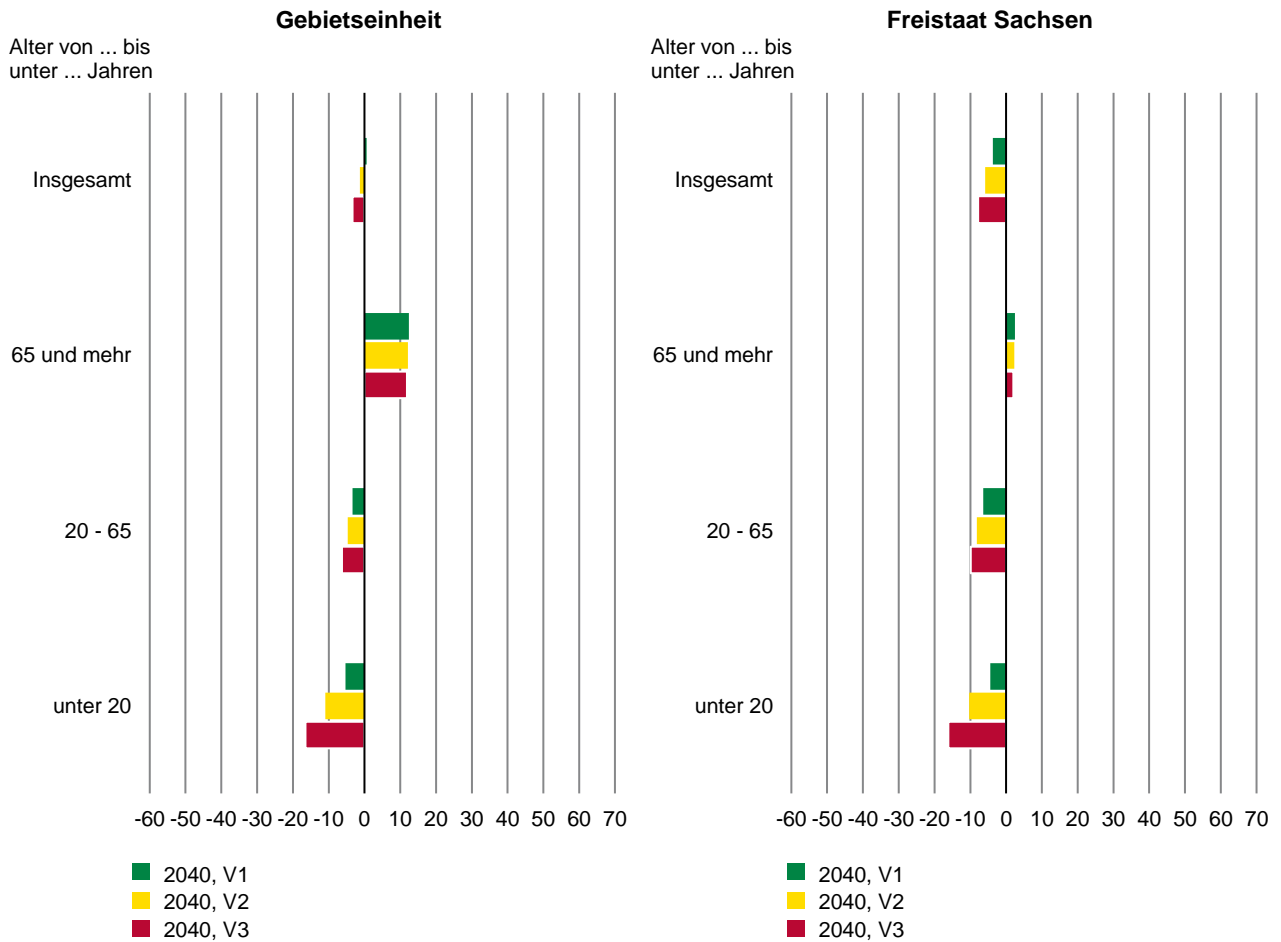 Gebietseinheit
Alter von ... bis
unter ... Jahren
Insgesamt
65 und mehr
20 - 65
unter 20
-60 -50 -40 -30 -20 -10 0 10 20 30 40 50 60 70
2040, V1
2040, V2
2040, V3
Freistaat Sachsen
Alter von ... bis
unter ... Jahren
Insgesamt
65 und mehr
20 - 65
unter 20
-60 -50 -40 -30 -20 -10 0 10 20 30 40 50 60 70
2040, V1
2040, V2
2040, V3